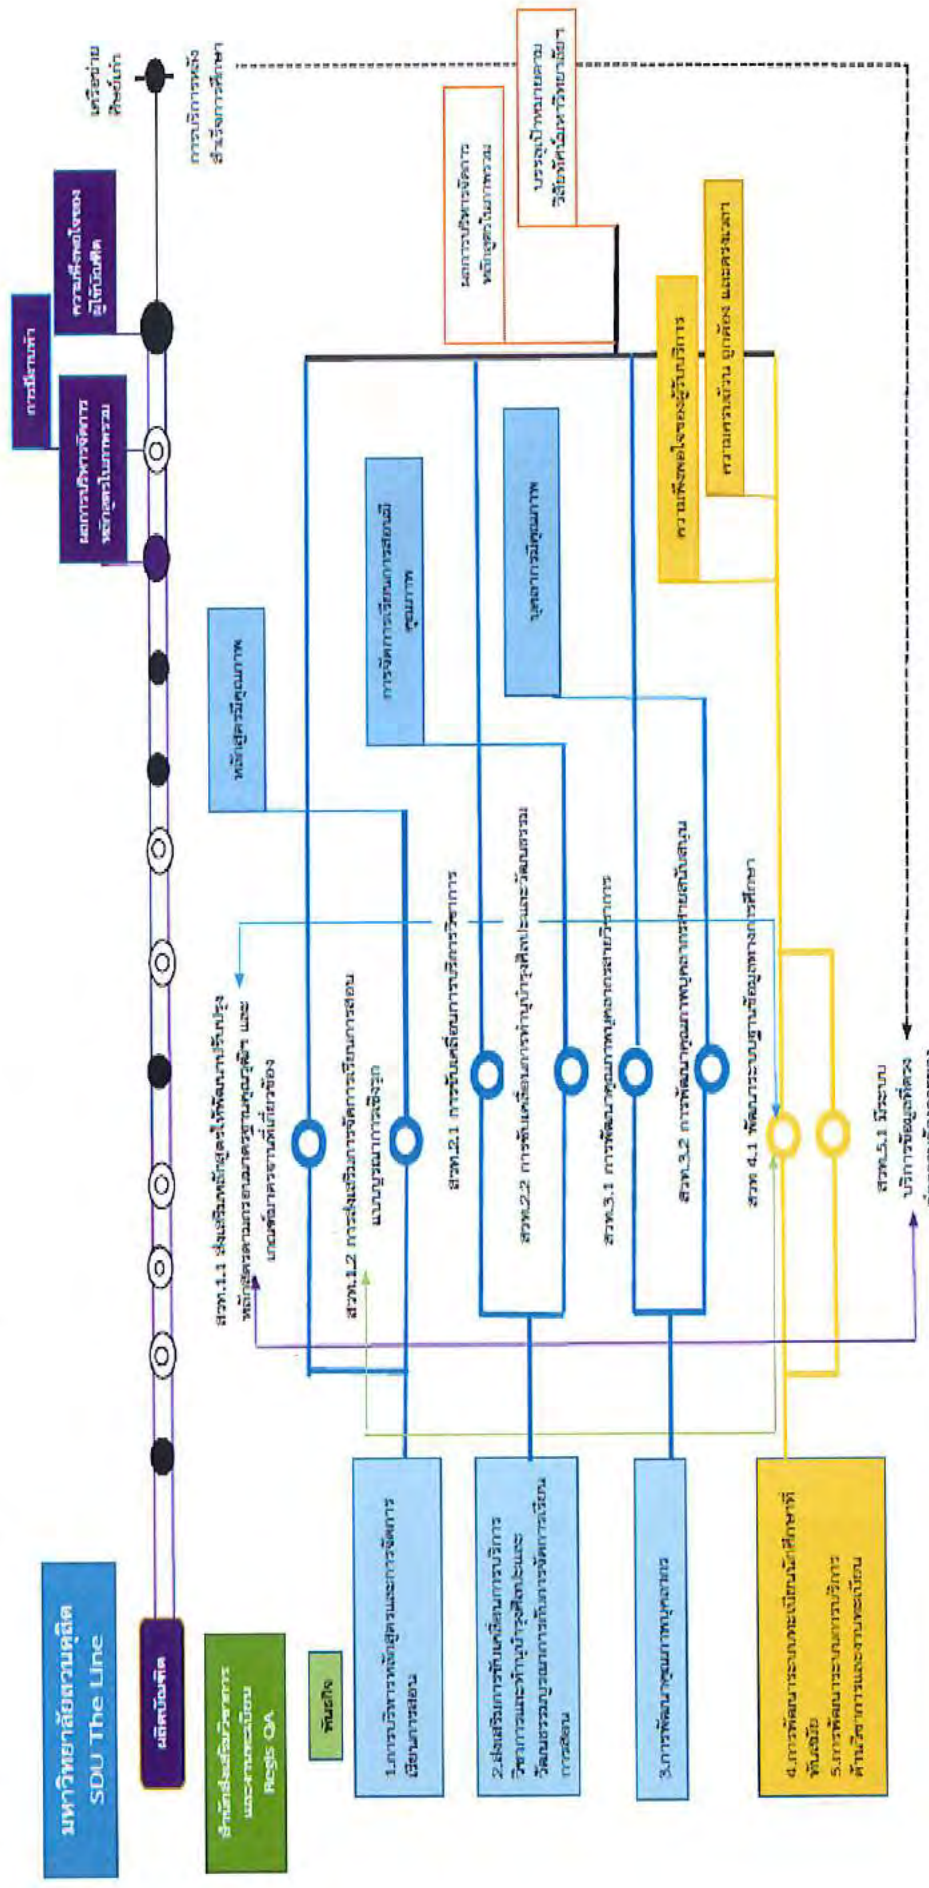 มหาวิทยาลัยสวนดุสิต
SDU The Line
ผลิตบัณฑิต
ผลการบริหารจัดการ
หลักสูตรในภาพรวม
การมีงานทำ
ความพึงพอใจของ
ผู้ใช้บัณฑิต
เครือข่าย
ศิษย์เก่า
การบริการหลัง
สำเร็จการศึกษา
สำนักส่งเสริมวิชาการ
และงานทะเบียน
Regis QA
พันธกิจ
1.การบริหารหลักสูตรและการจัดการ
เรียนการสอน
2.ส่งเสริมการขับเคลื่อนการบริการ
วิชาการและทำนุบำรุงศิลปะและ
วัฒนธรรมบูรณาการกับการจัดการเรียน
การสอน
3.การพัฒนาคุณภาพบุคลากร
4.การพัฒนาระบบทะเบียนนักศึกษาที่
ทันสมัย
5.การพัฒนาระบบการบริการ
ด้านวิชาการและงานทะเบียน
สวท.1.1 ส่งเสริมหลักสูตรให้พัฒนาปรับปรุง
หลักสูตรตามกรอบมาตรฐานคุณวุฒิฯ และ
เกณฑ์มาตรฐานที่เกี่ยวข้อง
สวท.1.2 การส่งเสริมการจัดการเรียนการสอน
แบบบูรณาการเชิงรุก
สวท.2.1 การขับเคลื่อนการบริการวิชาการ
สวท.2.2 การขับเคลื่อนการทำนุบำรุงศิลปะและวัฒนธรรม
สวท.3.1 การพัฒนาคุณภาพบุคลากรสายวิชาการ
สวท.3.2 การพัฒนาคุณภาพบุคลากรสายสนับสนุน
สวท 4.1 พัฒนาระบบฐานข้อมูลทางการศึกษา
สวท.5.1 มีระบบ
บริการข้อมูลที่ตรง
หลักสูตรมีคุณภาพ
การจัดการเรียนการสอนมี
คุณภาพ
บุคลากรมีคุณภาพ
ความพึงพอใจของผู้รับบริการ
ความครบถ้วน ถูกต้อง และตรงเวลา
ผลการบริหารจัดการ
หลักสูตรในภาพรวม
บรรลุเป้าหมายตาม
วิสัยทัศน์มหาวิทยาลัยฯ